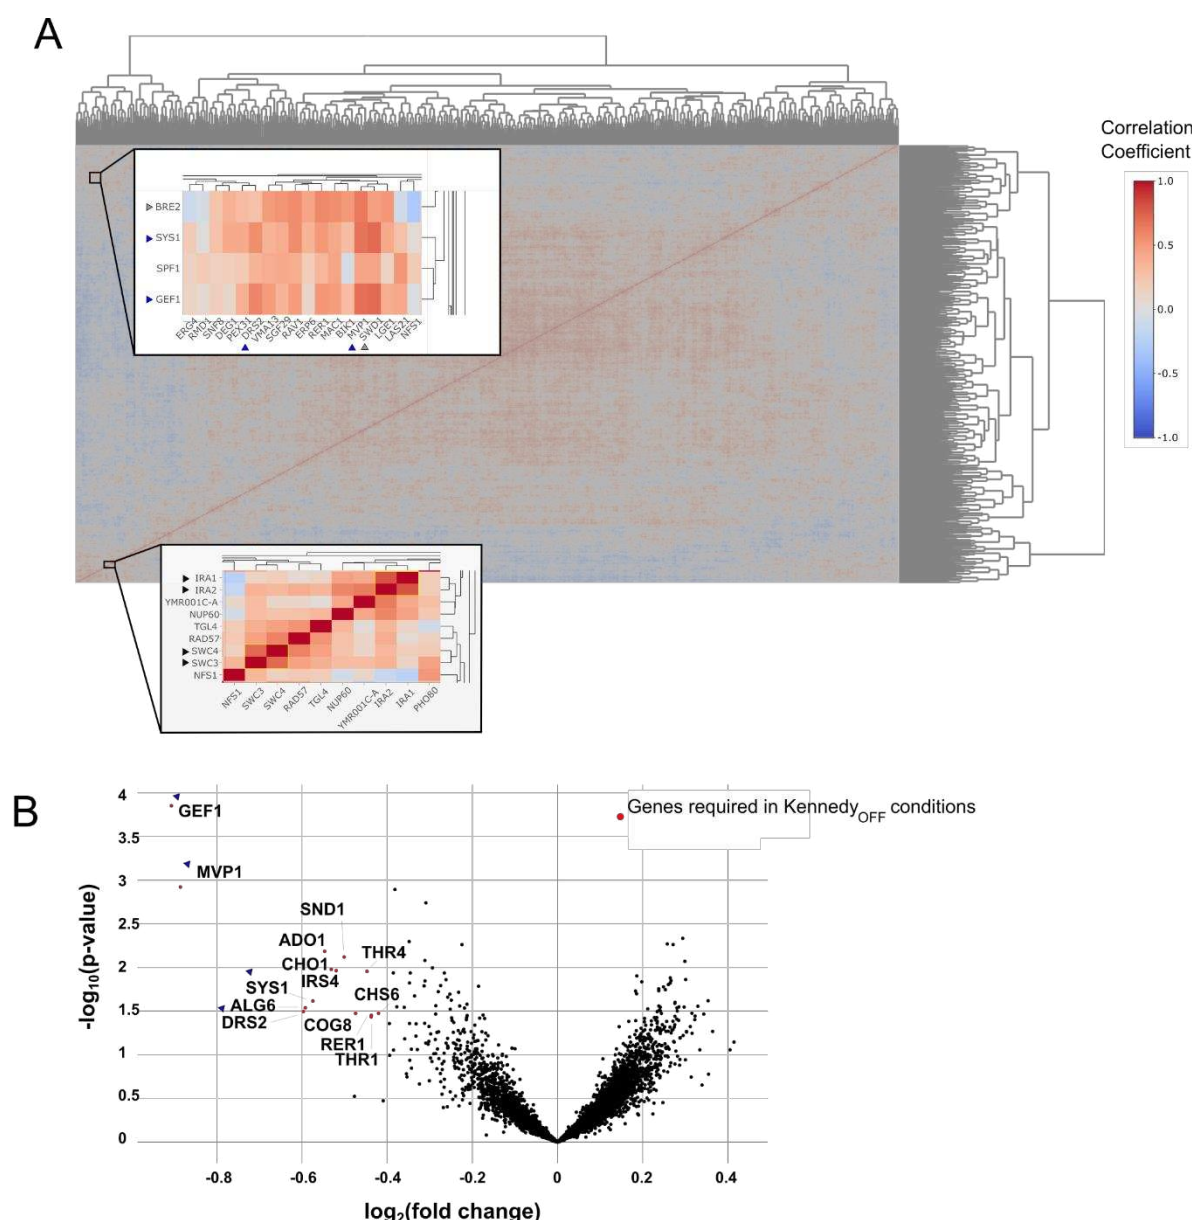 A
Correlation
Coefficient
1.0
0.5
0.0
-0.5
-1.0
BRE2
SYS1
SPF1
GEF1
ERG4
RMD1
SNF8
DEG1
PEX31
DRS2
VMA13
SGF29
RAV1
ERP6
RER1
MAC1
BIK1
MVP1
SWD1
LGE1
LAS21
NFS1
IRA1
IRA2
YMR001C-A
NUP60
TGL4
RAD57
SWC4
SWC3
NFS1
NFS1
SWC3
SWC4
RAD57
TGL4
NUP60
YMR001C-A
IRA2
IRA1
PHO80
B
4
3.5
3
2.5
2
1.5
1
0.5
0
-log10(p-value)
GEF1
Genes required in KennedyOFF conditions
MVP1
SND1
ADO1
THR4
CHO1
IRS4
SYS1
CHS6
ALG6
DRS2
COG8
RER1
THR1
-0.8
-0.6
-0.4
-0.2
0
0.2
0.4
log2(fold change)